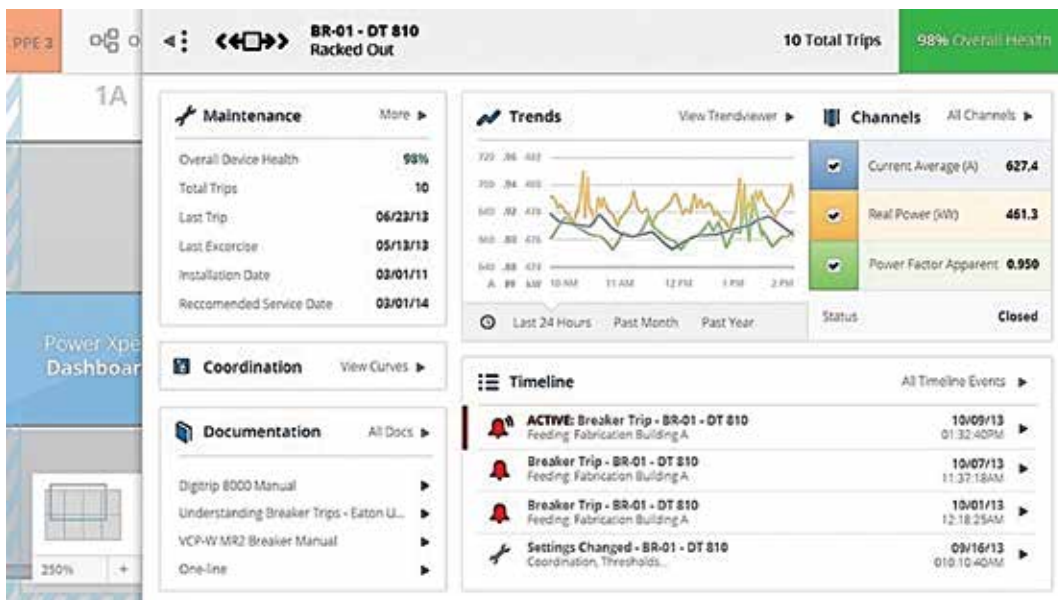 PPE 3
BR-01 - DT 810
Racked Out
10 Total Trips
98% Overall Health
1A
Maintenance
More
Overall Device Health 98%
Total Trips 10
Last Trip 06/23/13
Last Excorcise 05/13/13
Installation Date 03/01/11
Reccomended Service Date 03/01/14
Coordination
View Curves
Documentation
All Docs
Digitrip 8000 Manual
Understanding Breaker Trips - Eaton U...
VCP-W MR2 Breaker Manual
One-line
Power Xpe
Dashboar
250% +
Trends
View Trendviewer
A PF kW 10 AM 11 AM 12 PM 1 PM 2 PM
Last 24 Hours Past Month Past Year
Channels
All Channels
Current Average (A) 627.4
Real Power (kW) 461.3
Power Factor Apparent 0.950
Status Closed
Timeline
All Timeline Events
ACTIVE: Breaker Trip - BR-01 - DT 810 10/09/13
Feeding: Fabrication Building A 01:32:40PM
Breaker Trip - BR-01 - DT 810 10/07/13
Feeding: Fabrication Building A 11:37:18AM
Breaker Trip - BR-01 - DT 810 10/01/13
Feeding: Fabrication Building A 12:18:25AM
Settings Changed - BR-01 - DT 810 09/16/13
Coordination, Thresholds... 010:10:40AM